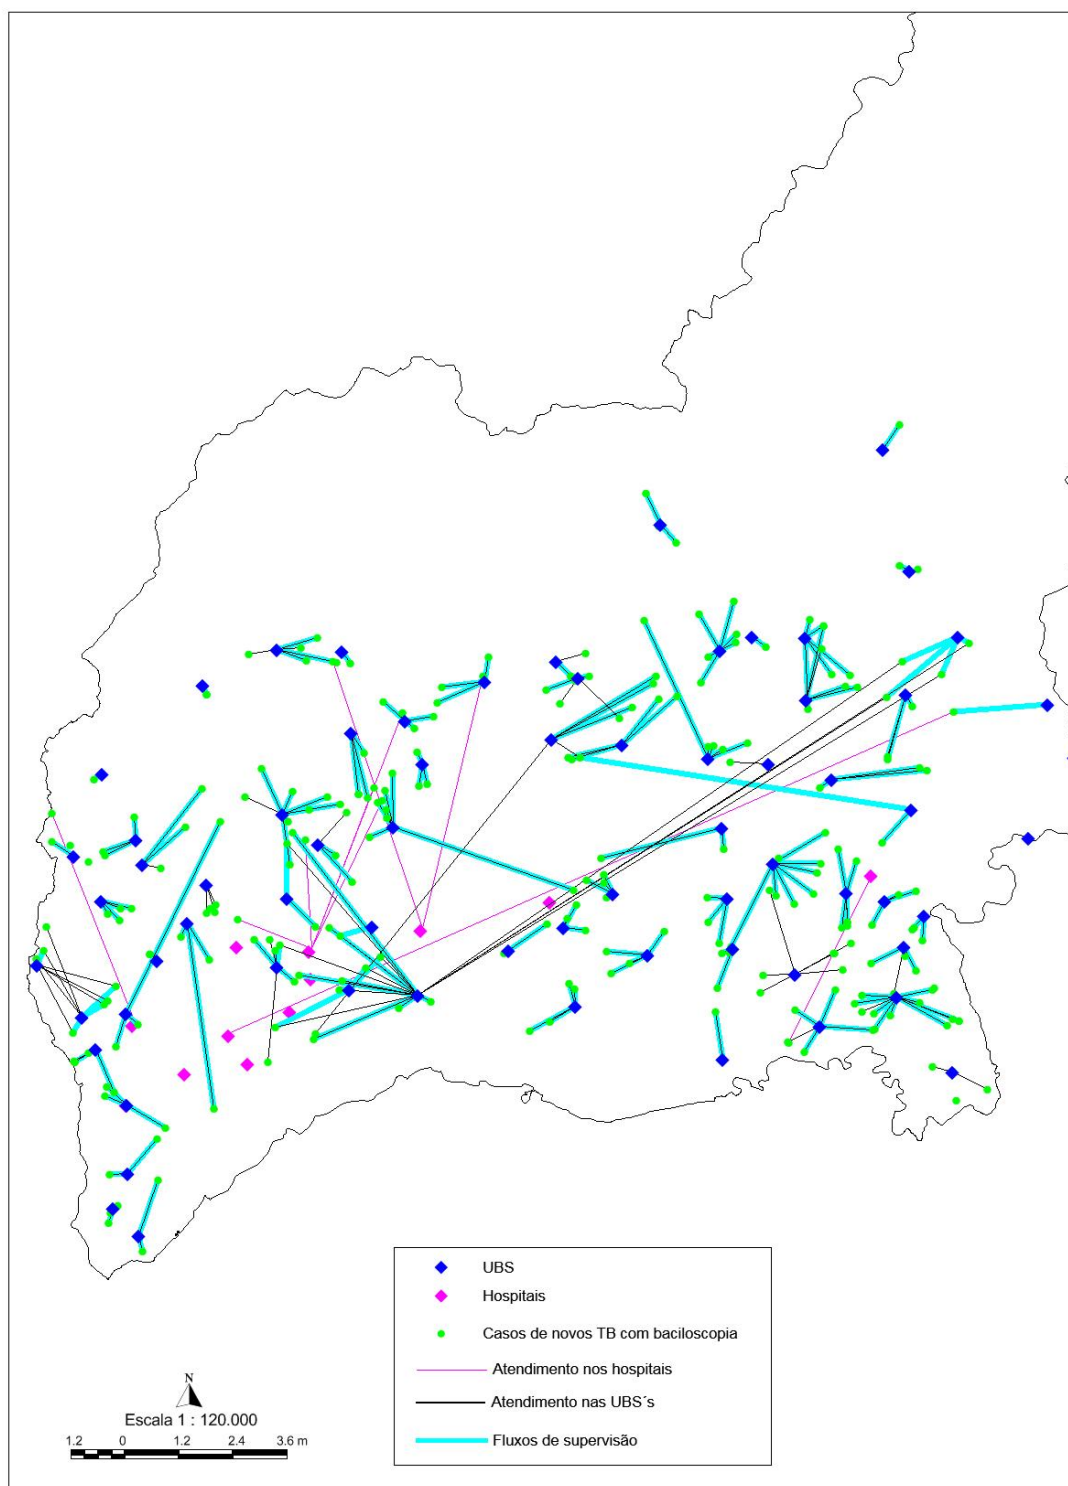 UBS
Hospitais
Casos de novos TB com baciloscopia
Atendimento nos hospitais
Atendimento nas UBS´s
Fluxos de supervisão
N
Escala 1 : 120.000
1.2 0 1.2 2.4 3.6 m